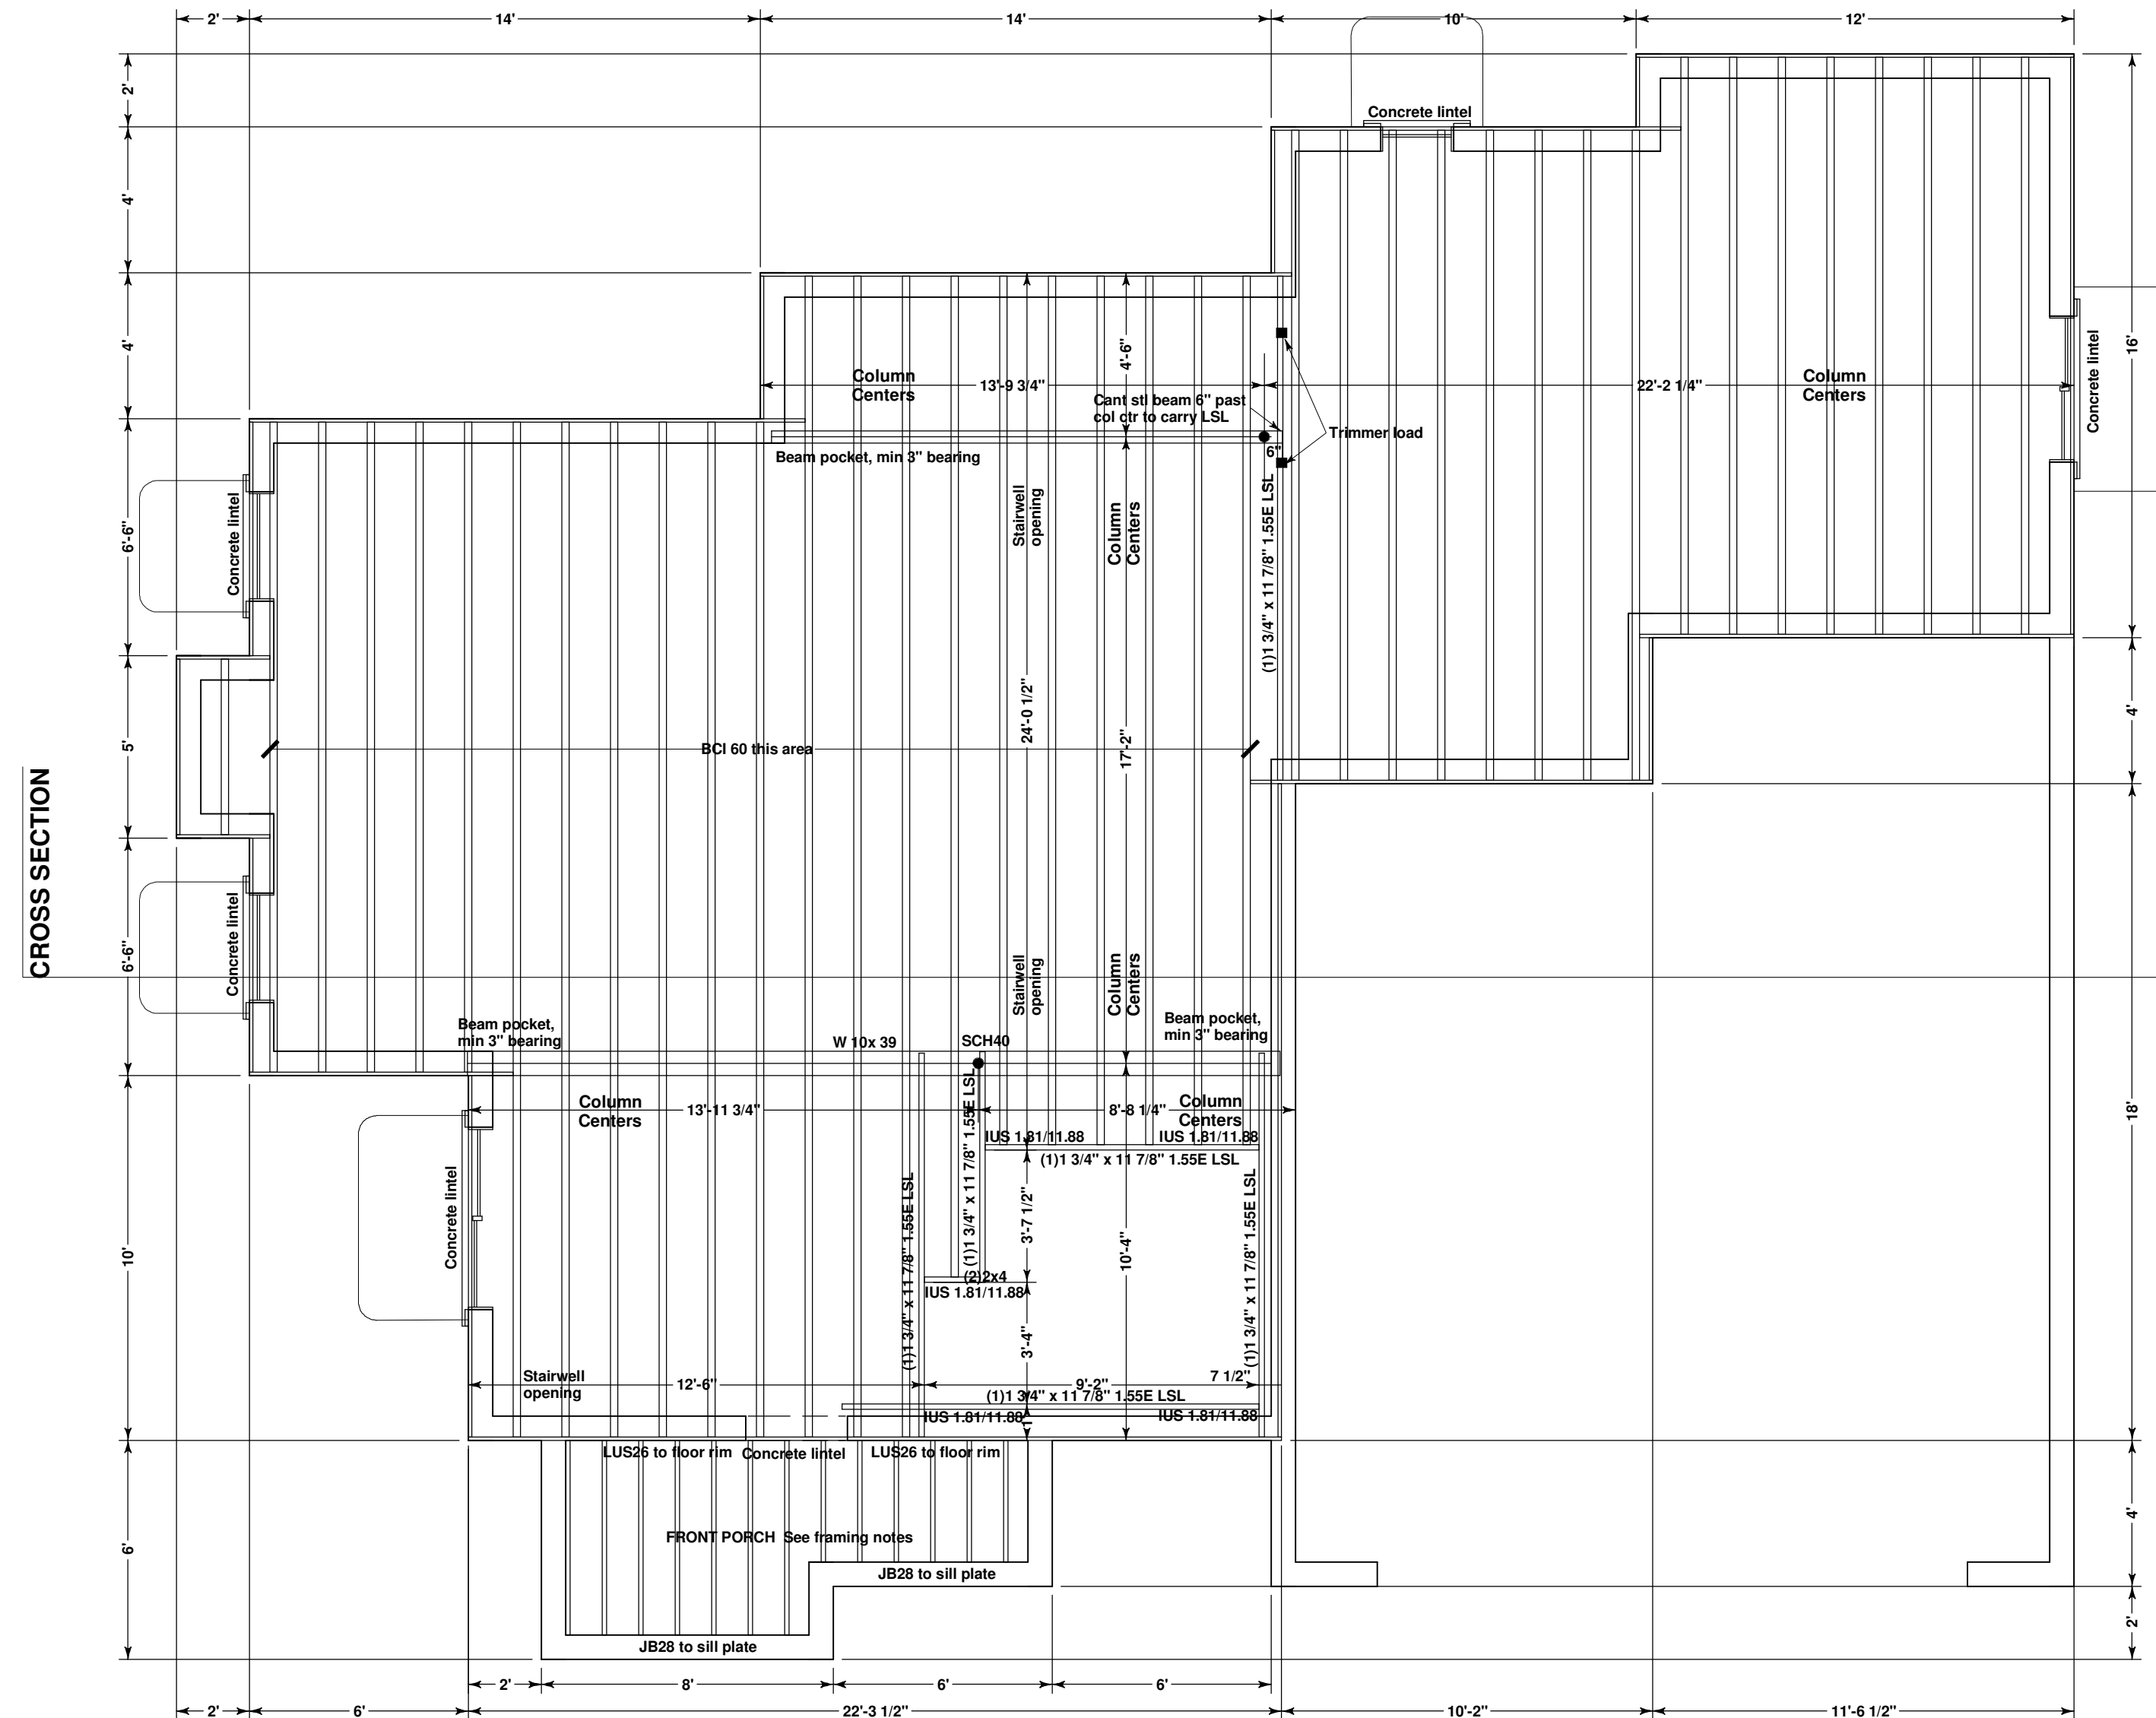 2'
14'
14'
10'
12'
2'
4'
4'
6'-6"
5'
6'-6"
10'
6'
CROSS SECTION
Concrete lintel
16'
4'
18'
4'
2'
Concrete lintel
Column
Centers
13'-9 3/4"
4'-6"
Cant stl beam 6" past
col ctr to carry LSL
22'-2 1/4"
Column
Centers
Trimmer load
6"
Beam pocket, min 3" bearing
Concrete lintel
Stairwell
opening
Column
Centers
(1)1 3/4" x 11 7/8" 1.55E LSL
24'-0 1/2"
17'-2"
BCI 60 this area
Concrete lintel
Stairwell
opening
Column
Centers
Beam pocket,
min 3" bearing
W 10x 39
SCH40
Beam pocket,
min 3" bearing
Column
Centers
13'-11 3/4"
8'-8 1/4"
Column
Centers
IUS 1.81/11.88
IUS 1.81/11.88
(1)1 3/4" x 11 7/8" 1.55E LSL
(1)1 3/4" x 11 7/8" 1.55E LSL
(1)1 3/4" x 11 7/8" 1.55E LSL
(1)1 3/4" x 11 7/8" 1.55E LSL
Concrete lintel
3'-7 1/2"
10'-4"
(2)2x4
IUS 1.81/11.88
3'-4"
Stairwell
opening
12'-6"
9'-2"
7 1/2"
(1)1 3/4" x 11 7/8" 1.55E LSL
IUS 1.81/11.88
1'
IUS 1.81/11.88
LUS26 to floor rim
Concrete lintel
LUS26 to floor rim
FRONT PORCH See framing notes
JB28 to sill plate
JB28 to sill plate
2'
8'
6'
6'
2'
6'
22'-3 1/2"
10'-2"
11'-6 1/2"